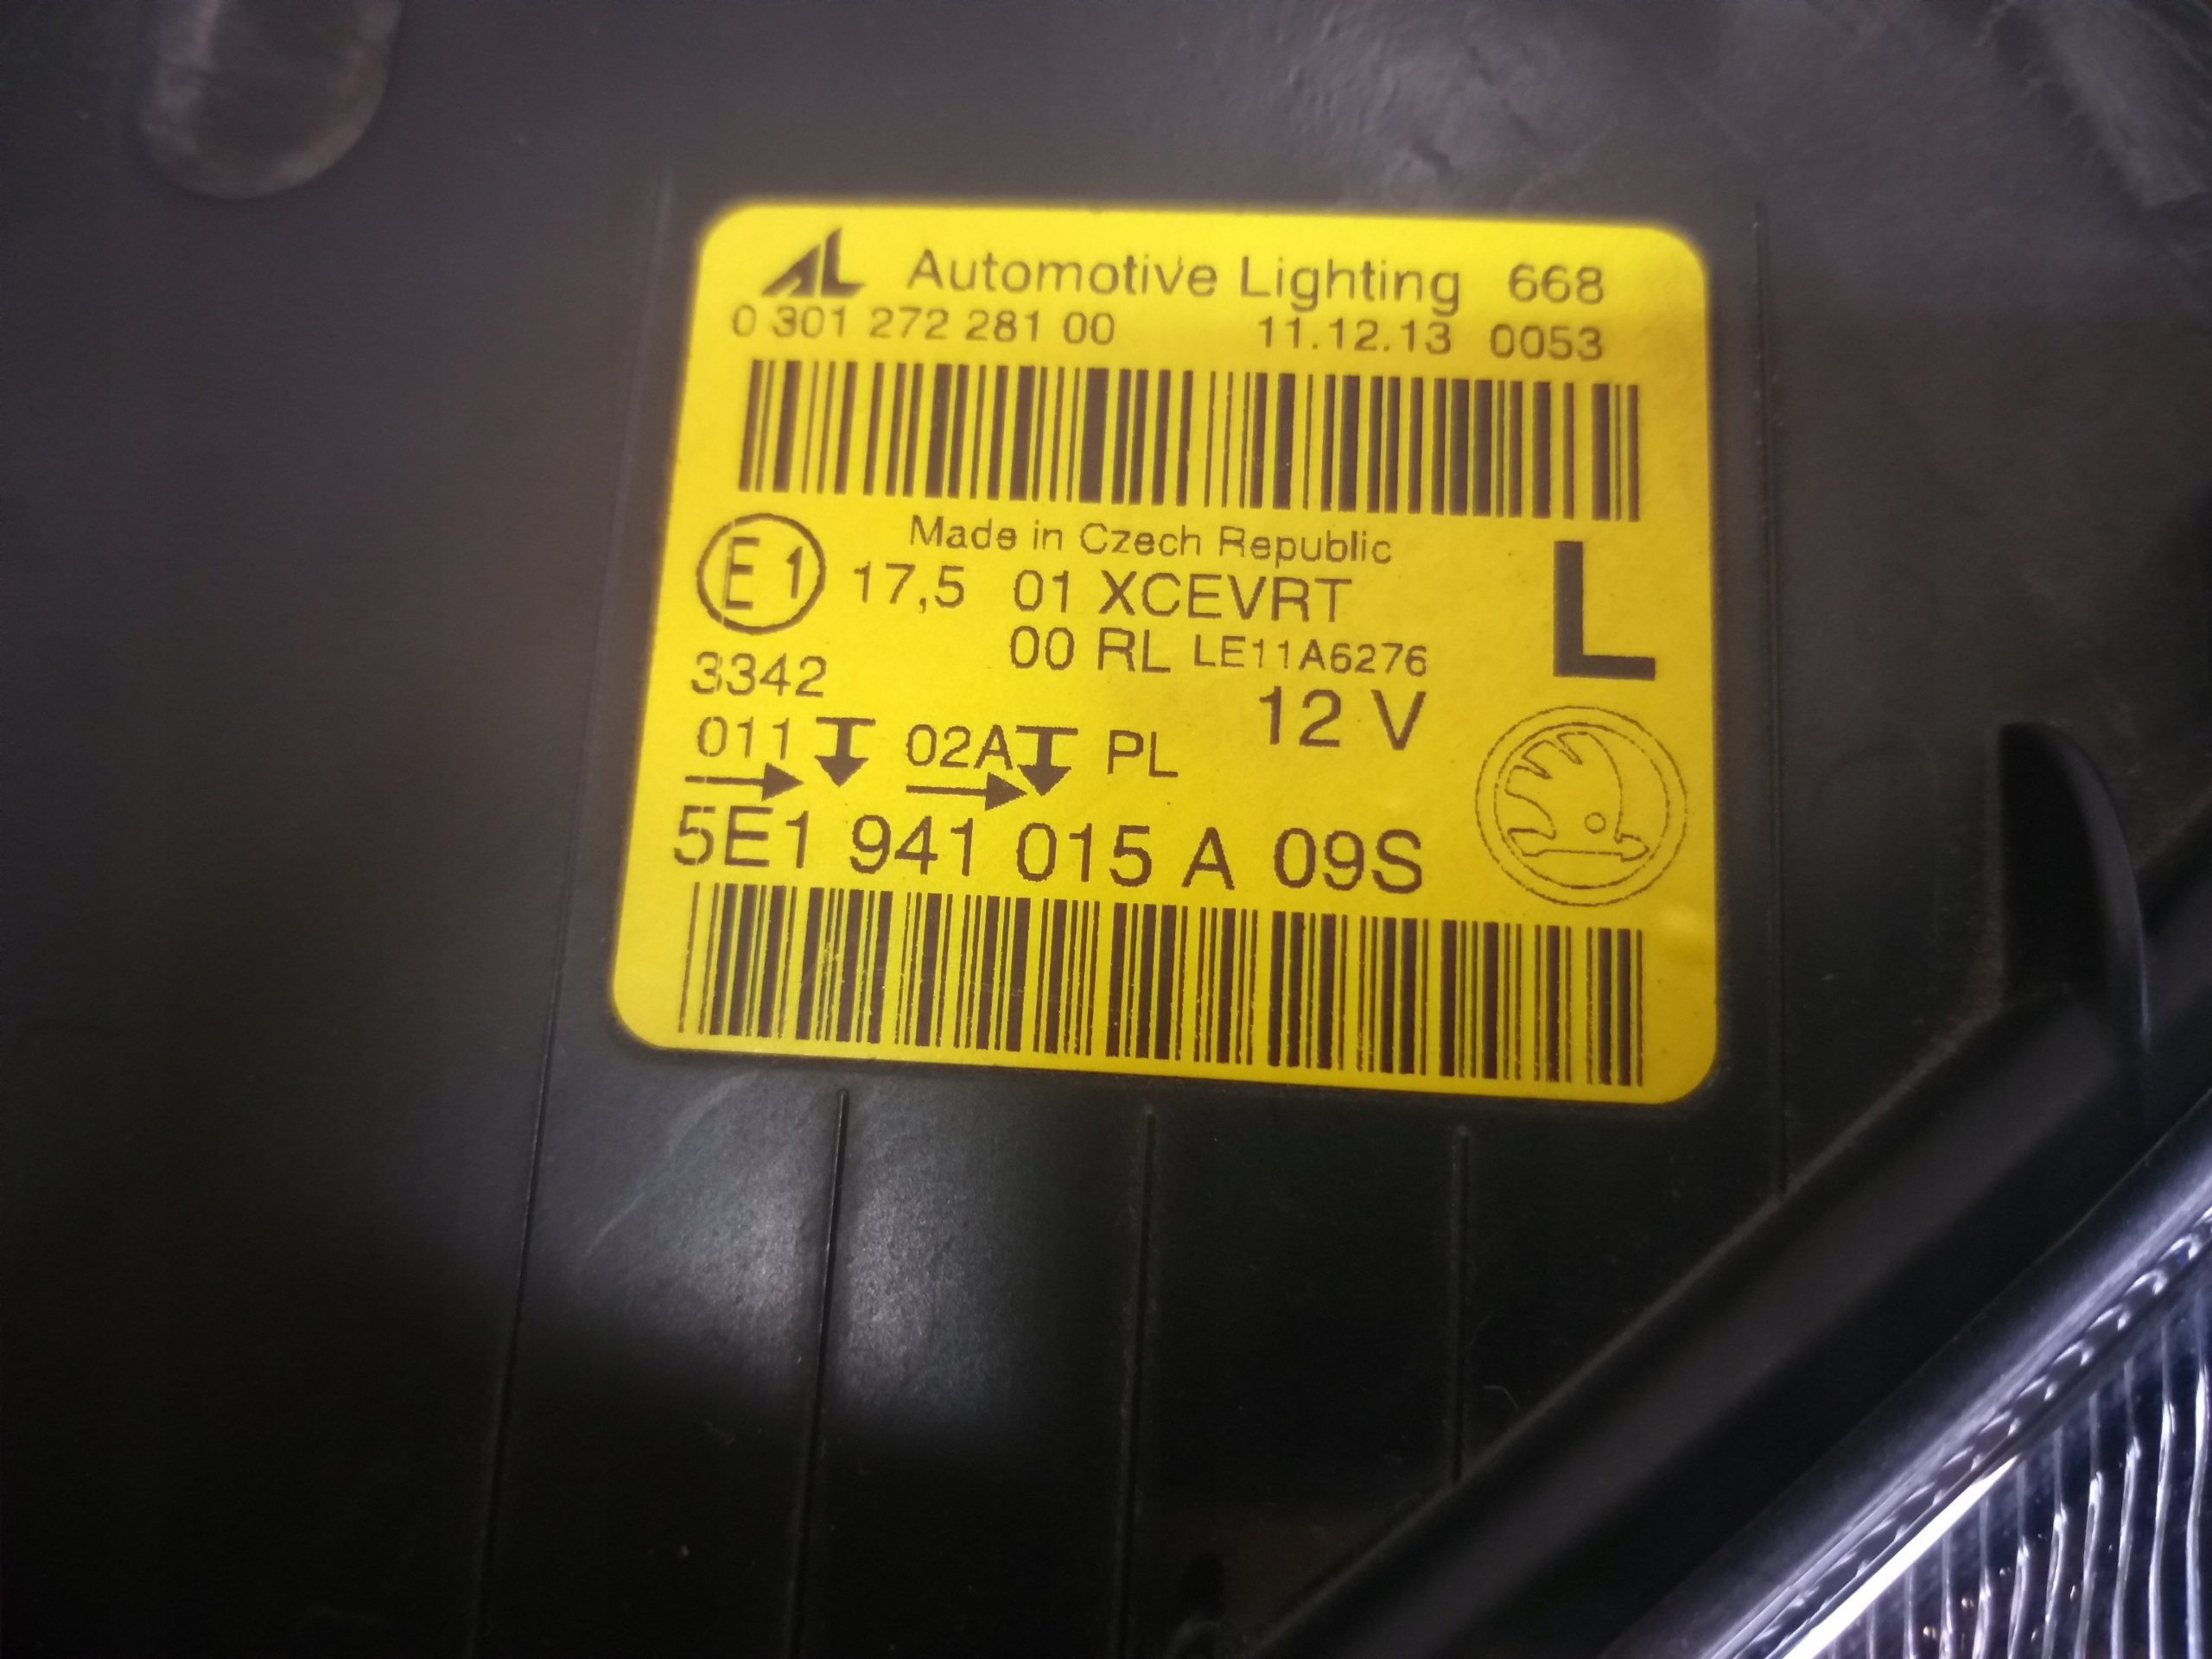 AL Automotive Lighting 668
0 301 272 281 00 11.12.13 0053
Made in Czech Republic
E1 17,5 01 XCEVRT L
00 RL LE11A6276
3342
12 V
011 02A PL
5E1 941 015 A 09S